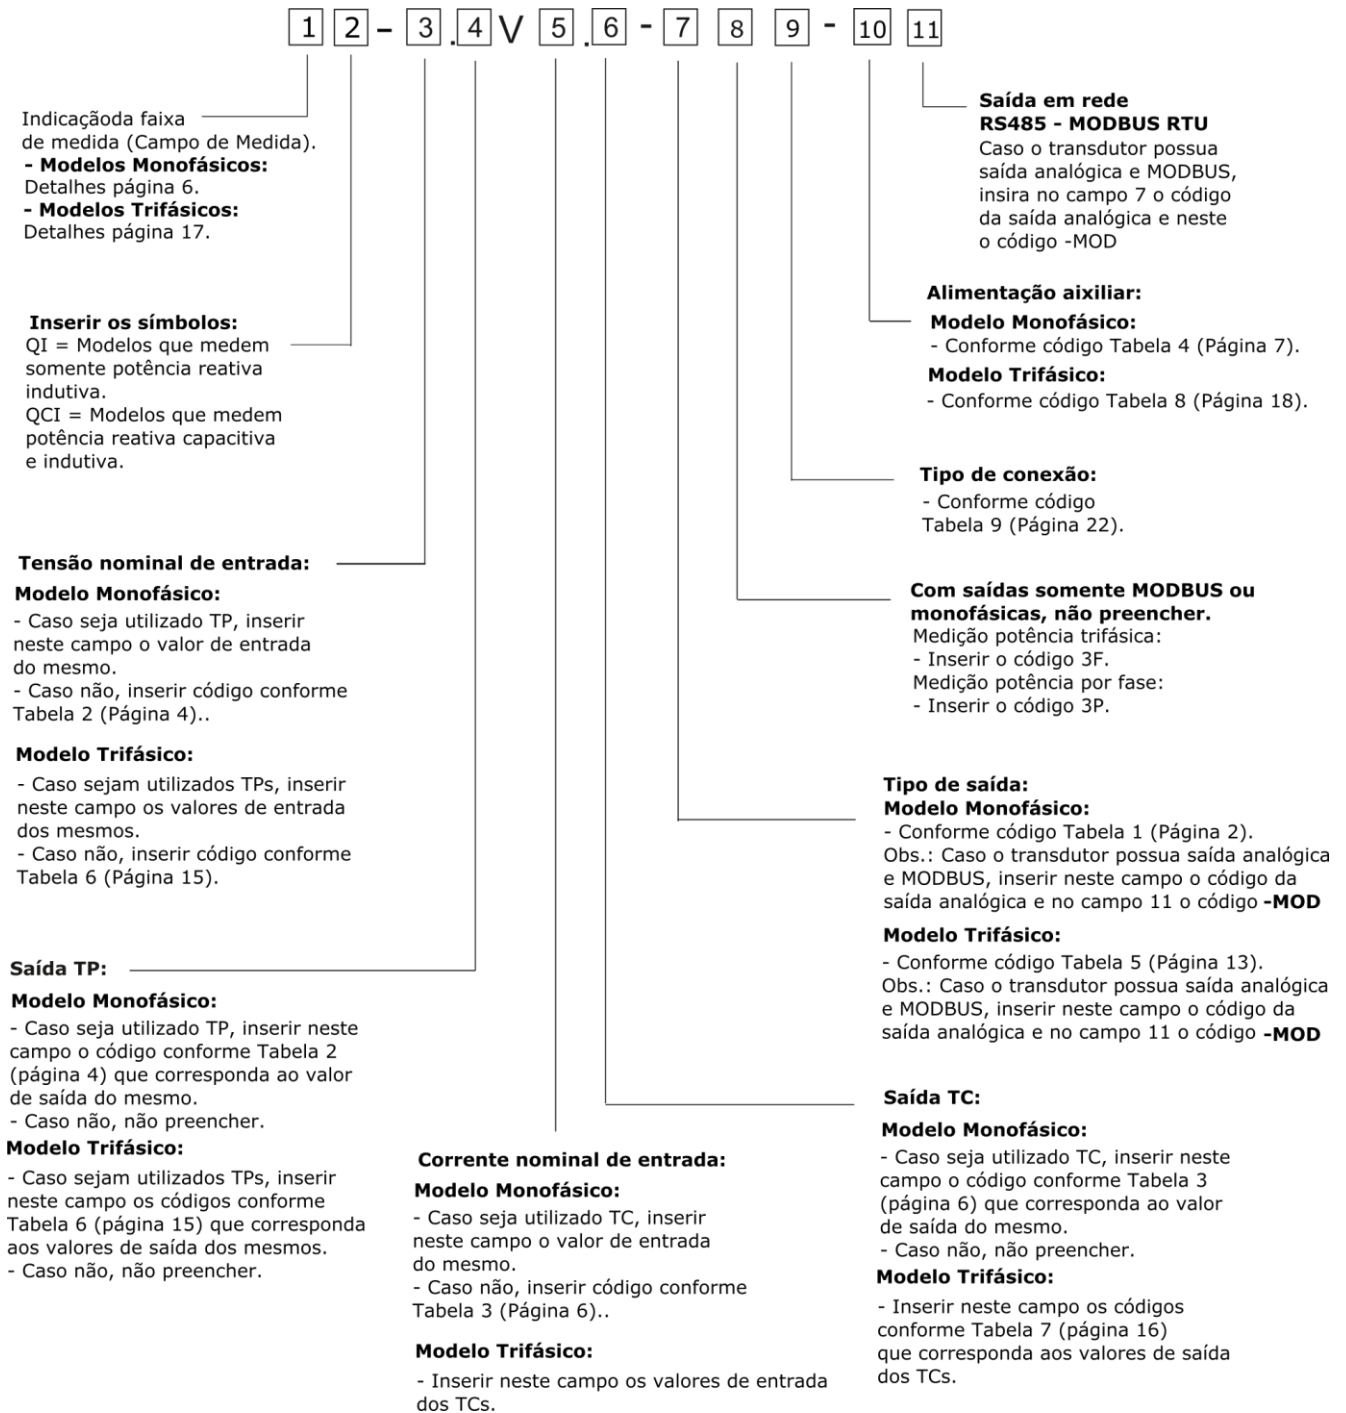 1 2 – 3 . 4 V 5 . 6 - 7 8 9 - 10 11
Indicaçãoda faixa
de medida (Campo de Medida).
- Modelos Monofásicos:
Detalhes página 6.
- Modelos Trifásicos:
Detalhes página 17.
Inserir os símbolos:
QI = Modelos que medem
somente potência reativa
indutiva.
QCI = Modelos que medem
potência reativa capacitiva
e indutiva.
Tensão nominal de entrada:
Modelo Monofásico:
- Caso seja utilizado TP, inserir
neste campo o valor de entrada
do mesmo.
- Caso não, inserir código conforme
Tabela 2 (Página 4)..
Modelo Trifásico:
- Caso sejam utilizados TPs, inserir
neste campo os valores de entrada
dos mesmos.
- Caso não, inserir código conforme
Tabela 6 (Página 15).
Saída TP:
Modelo Monofásico:
- Caso seja utilizado TP, inserir neste
campo o código conforme Tabela 2
(página 4) que corresponda ao valor
de saída do mesmo.
- Caso não, não preencher.
Modelo Trifásico:
- Caso sejam utilizados TPs, inserir
neste campo os códigos conforme
Tabela 6 (página 15) que corresponda
aos valores de saída dos mesmos.
- Caso não, não preencher.
Corrente nominal de entrada:
Modelo Monofásico:
- Caso seja utilizado TC, inserir
neste campo o valor de entrada
do mesmo.
- Caso não, inserir código conforme
Tabela 3 (Página 6)..
Modelo Trifásico:
- Inserir neste campo os valores de entrada
dos TCs.
Saída em rede
RS485 - MODBUS RTU
Caso o transdutor possua
saída analógica e MODBUS,
insira no campo 7 o código
da saída analógica e neste
o código -MOD
Alimentação aixiliar:
Modelo Monofásico:
- Conforme código Tabela 4 (Página 7).
Modelo Trifásico:
- Conforme código Tabela 8 (Página 18).
Tipo de conexão:
- Conforme código
Tabela 9 (Página 22).
Com saídas somente MODBUS ou
monofásicas, não preencher.
Medição potência trifásica:
- Inserir o código 3F.
Medição potência por fase:
- Inserir o código 3P.
Tipo de saída:
Modelo Monofásico:
- Conforme código Tabela 1 (Página 2).
Obs.: Caso o transdutor possua saída analógica
e MODBUS, inserir neste campo o código da
saída analógica e no campo 11 o código -MOD
Modelo Trifásico:
- Conforme código Tabela 5 (Página 13).
Obs.: Caso o transdutor possua saída analógica
e MODBUS, inserir neste campo o código da
saída analógica e no campo 11 o código -MOD
Saída TC:
Modelo Monofásico:
- Caso seja utilizado TC, inserir neste
campo o código conforme Tabela 3
(página 6) que corresponda ao valor
de saída do mesmo.
- Caso não, não preencher.
Modelo Trifásico:
- Inserir neste campo os códigos
conforme Tabela 7 (página 16)
que corresponda aos valores de saída
dos TCs.